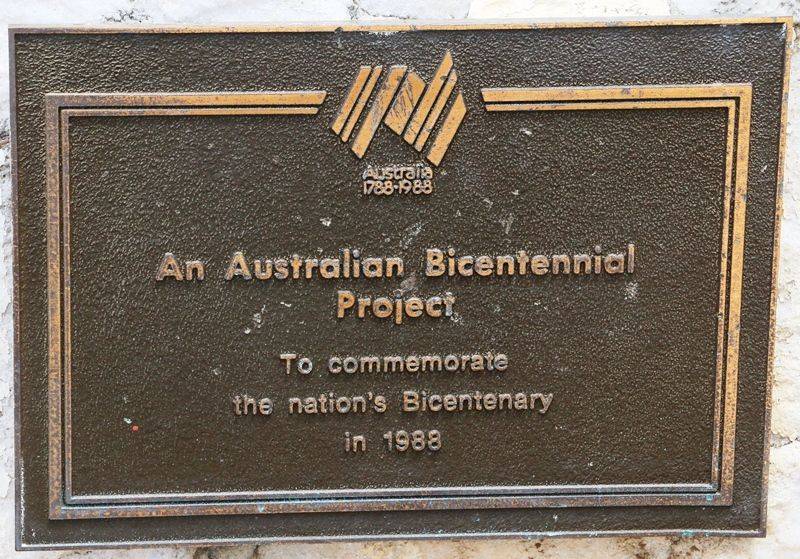 Australia
1788-1988
An Australian Bicentennial
Project
To commemorate
the nation's Bicentenary
in 1988